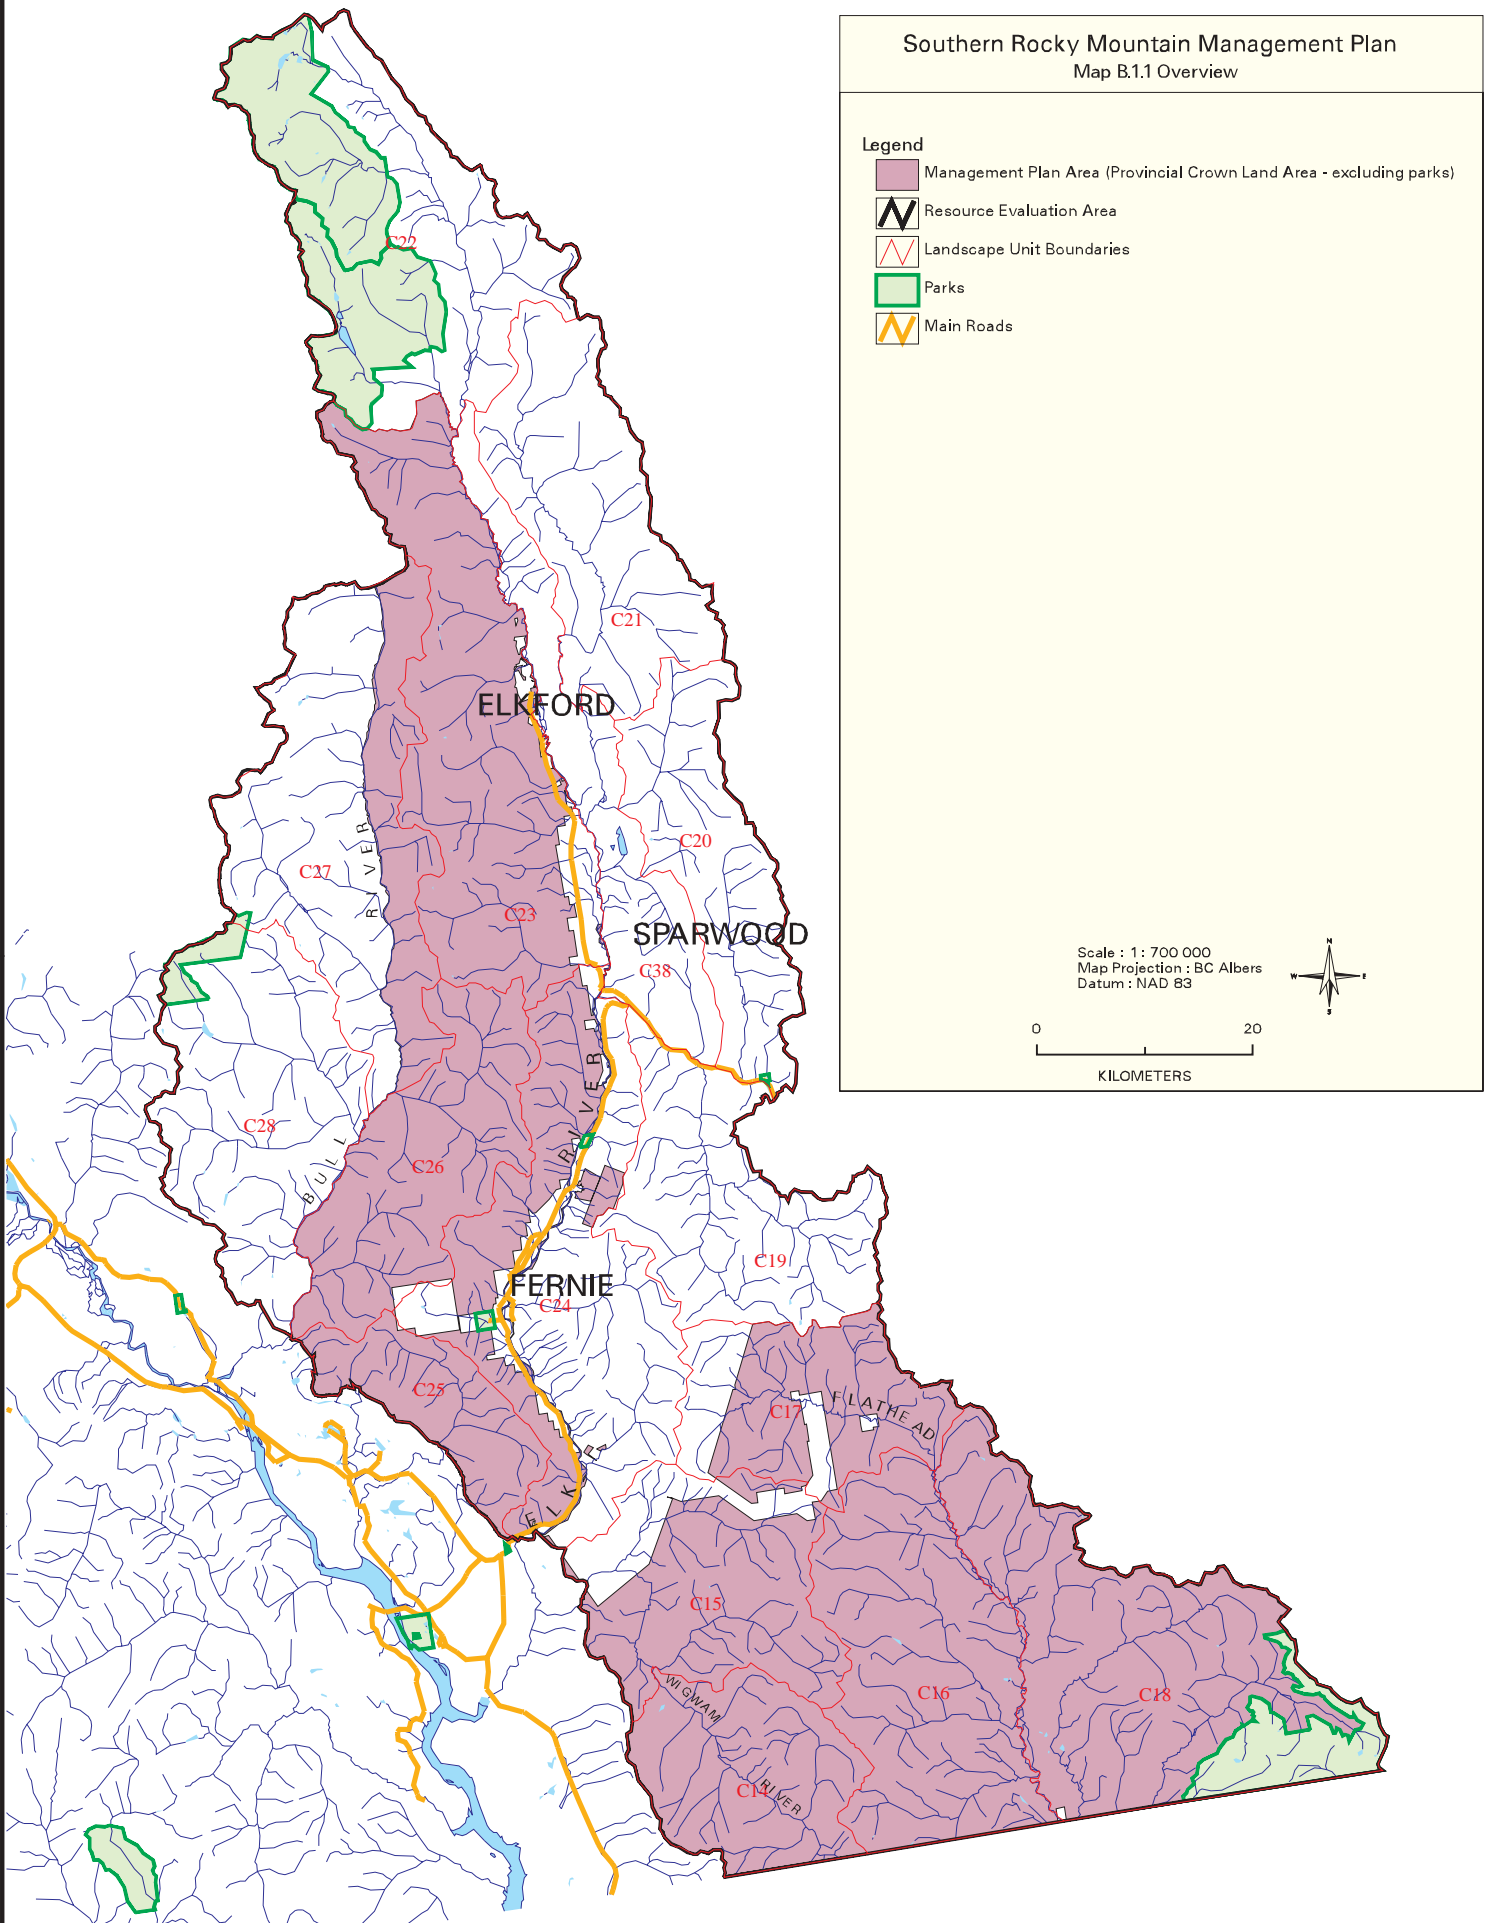 Southern Rocky Mountain Management Plan
Map B.1.1 Overview
Legend
Management Plan Area (Provincial Crown Land Area - excluding parks)
Resource Evaluation Area
Landscape Unit Boundaries
Parks
Main Roads
Scale : 1 : 700 000
Map Projection : BC Albers
Datum : NAD 83
N
W E
S
0 20
KILOMETERS
C22
C21
ELKFORD
C20
C27
RIVER
C23
SPARWOOD
C38
RIVER
C28
BULL
C26
C19
FERNIE
C24
C25
C17
FLATHEAD
ELK
C15
WIGWAM
C16
C18
RIVER